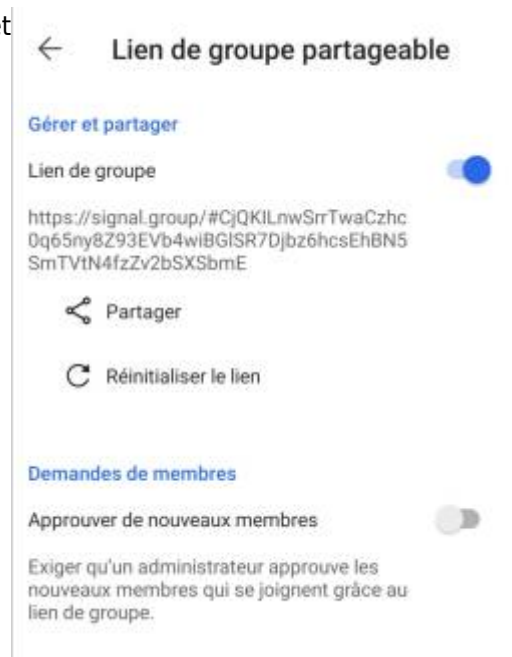 et
Lien de groupe partageable
Gérer et partager
Lien de groupe
https://signal.group/#CjQKILnwSrrTwaCzhc
0q65ny8Z93EVb4wiBGlSR7Djbz6hcsEhBN5
SmTVtN4fzZv2bSXSbmE
Partager
Réinitialiser le lien
Demandes de membres
Approuver de nouveaux membres
Exiger qu'un administrateur approuve les
nouveaux membres qui se joignent grâce au
lien de groupe.